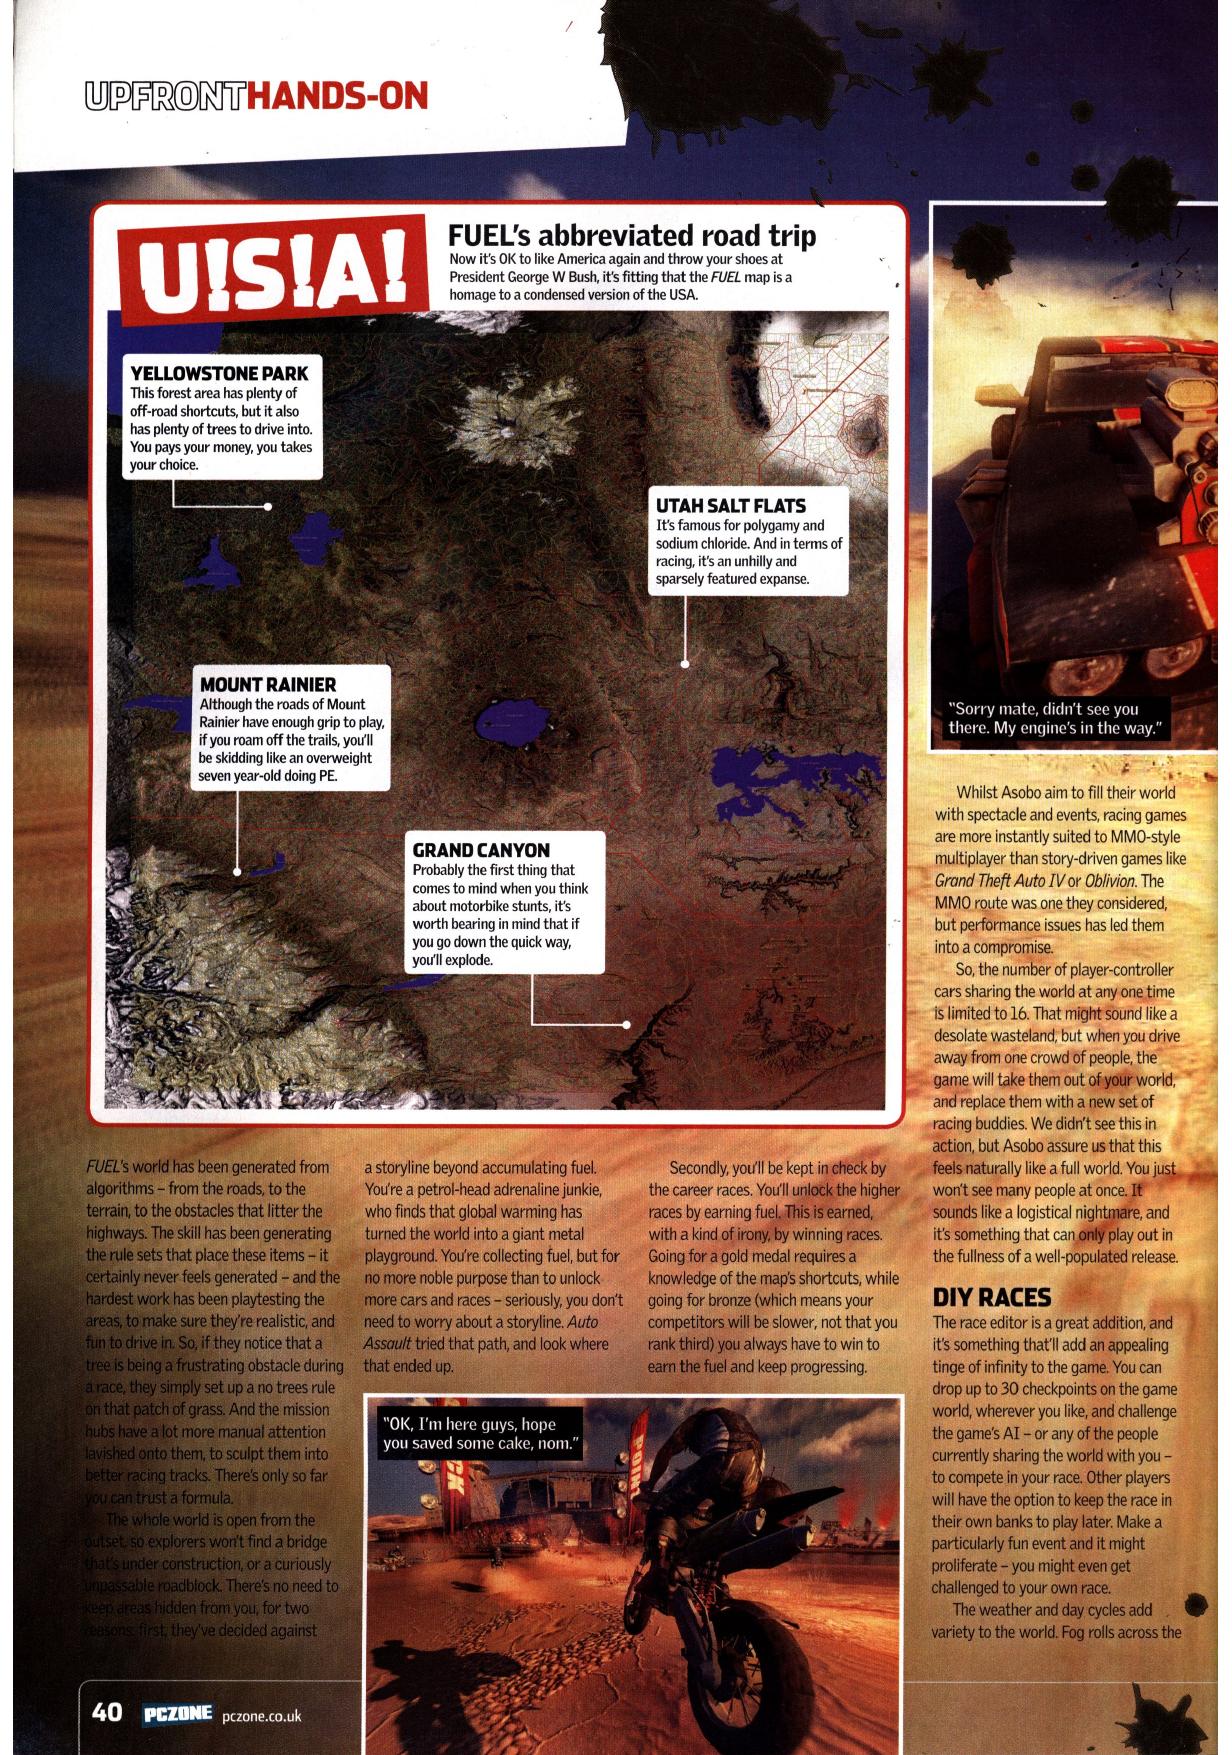 UPFRONTHANDS-ON
U!S!A!
FUEL's abbreviated road trip
Now it's OK to like America again and throw your shoes at
President George W Bush, it's fitting that the FUEL map is a
homage to a condensed version of the USA.
YELLOWSTONE PARK
This forest area has plenty of
off-road shortcuts, but it also
has plenty of trees to drive into.
You pays your money, you takes
your choice.
UTAH SALT FLATS
It's famous for polygamy and
sodium chloride. And in terms of
racing, it's an unhilly and
sparsely featured expanse.
MOUNT RAINIER
Although the roads of Mount
Rainier have enough grip to play,
if you roam off the trails, you'll
be skidding like an overweight
seven year-old doing PE.
GRAND CANYON
Probably the first thing that
comes to mind when you think
about motorbike stunts, it's
worth bearing in mind that if
you go down the quick way,
you'll explode.
FUEL's world has been generated from
algorithms – from the roads, to the
terrain, to the obstacles that litter the
highways. The skill has been generating
the rule sets that place these items – it
certainly never feels generated – and the
hardest work has been playtesting the
areas, to make sure they're realistic, and
fun to drive in. So, if they notice that a
tree is being a frustrating obstacle during
a race, they simply set up a no trees rule
on that patch of grass. And the mission
hubs have a lot more manual attention
lavished onto them, to sculpt them into
better racing tracks. There's only so far
you can trust a formula.
The whole world is open from the
outset, so explorers won't find a bridge
that's under construction, or a curiously
unpassable roadblock. There's no need to
keep areas hidden from you, for two
reasons: first, they've decided against
a storyline beyond accumulating fuel.
You're a petrol-head adrenaline junkie,
who finds that global warming has
turned the world into a giant metal
playground. You're collecting fuel, but for
no more noble purpose than to unlock
more cars and races – seriously, you don't
need to worry about a storyline. Auto
Assault tried that path, and look where
that ended up.
Secondly, you'll be kept in check by
the career races. You'll unlock the higher
races by earning fuel. This is earned,
with a kind of irony, by winning races.
Going for a gold medal requires a
knowledge of the map's shortcuts, while
going for bronze (which means your
competitors will be slower, not that you
rank third) you always have to win to
earn the fuel and keep progressing.
"OK, I'm here guys, hope
you saved some cake, nom."
"Sorry mate, didn't see you
there. My engine's in the way."
Whilst Asobo aim to fill their world
with spectacle and events, racing games
are more instantly suited to MMO-style
multiplayer than story-driven games like
Grand Theft Auto IV or Oblivion. The
MMO route was one they considered,
but performance issues has led them
into a compromise.
So, the number of player-controller
cars sharing the world at any one time
is limited to 16. That might sound like a
desolate wasteland, but when you drive
away from one crowd of people, the
game will take them out of your world,
and replace them with a new set of
racing buddies. We didn't see this in
action, but Asobo assure us that this
feels naturally like a full world. You just
won't see many people at once. It
sounds like a logistical nightmare, and
it's something that can only play out in
the fullness of a well-populated release.
DIY RACES
The race editor is a great addition, and
it's something that'll add an appealing
tinge of infinity to the game. You can
drop up to 30 checkpoints on the game
world, wherever you like, and challenge
the game's AI – or any of the people
currently sharing the world with you –
to compete in your race. Other players
will have the option to keep the race in
their own banks to play later. Make a
particularly fun event and it might
proliferate – you might even get
challenged to your own race.
The weather and day cycles add
variety to the world. Fog rolls across the
40 PCZONE pczone.co.uk